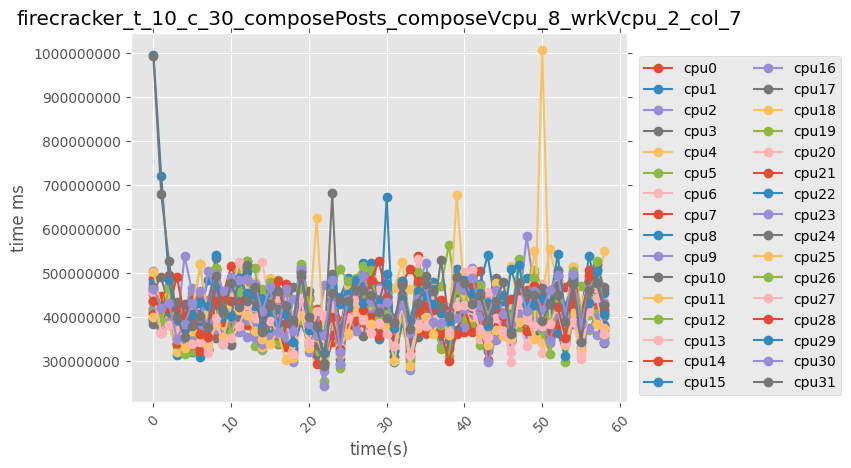 firecracker_t_10_c_30_composePosts_composeVcpu_8_wrkVcpu_2_col_7
1000000000
900000000
800000000
700000000
600000000
500000000
400000000
300000000
time ms
0
10
20
30
40
50
60
time(s)
cpu0
cpu1
cpu2
cpu3
cpu4
cpu5
cpu6
cpu7
cpu8
cpu9
cpu10
cpu11
cpu12
cpu13
cpu14
cpu15
cpu16
cpu17
cpu18
cpu19
cpu20
cpu21
cpu22
cpu23
cpu24
cpu25
cpu26
cpu27
cpu28
cpu29
cpu30
cpu31